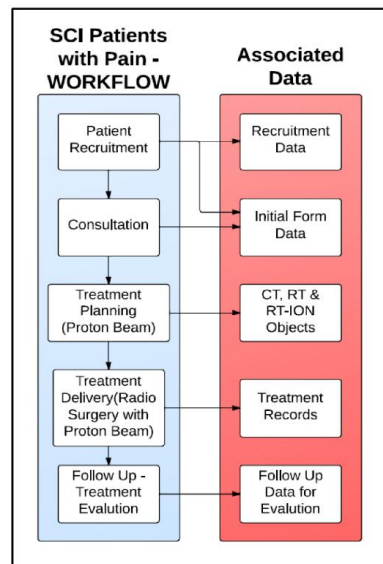 SCI Patients
with Pain -
WORKFLOW
Associated
Data
Patient
Recruitment
Recruitment
Data
Consultation
Initial Form
Data
Treatment
Planning
(Proton Beam)
CT, RT &
RT-ION
Objects
Treatment
Delivery(Radio
Surgery with
Proton Beam)
Treatment
Records
Follow Up -
Treatment
Evalution
Follow Up
Data for
Evalution